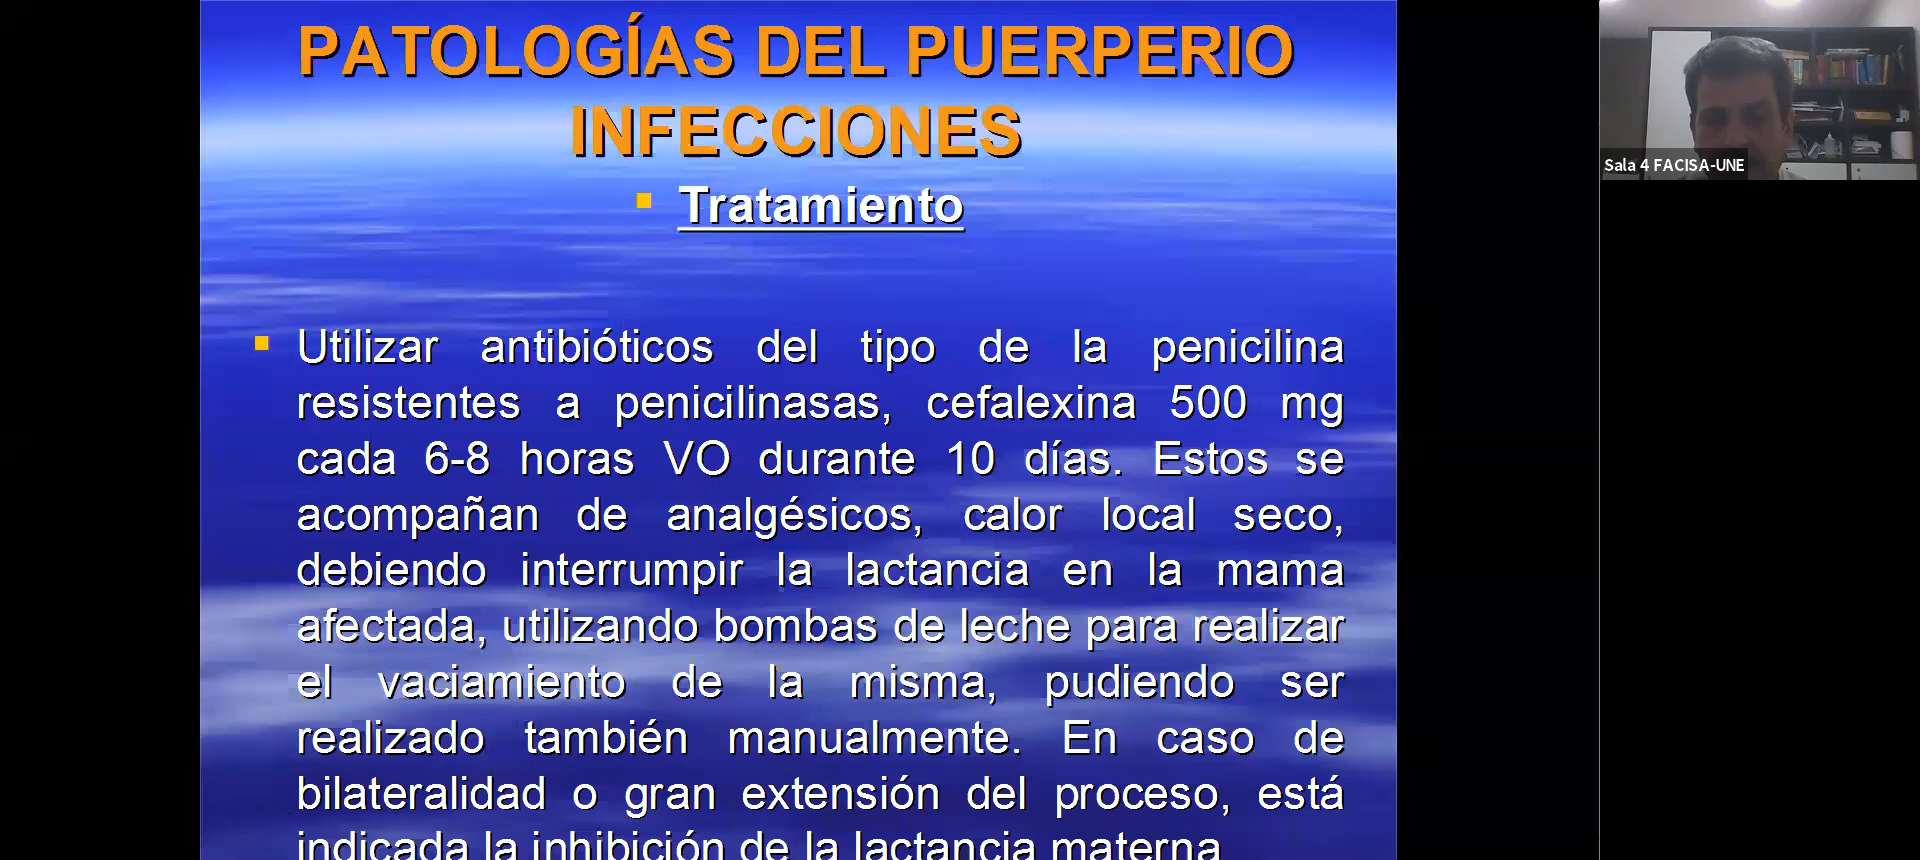 PATOLOGÍAS DEL PUERPERIO
INFECCIONES
Tratamiento
Utilizar antibióticos del tipo de la penicilina
resistentes a penicilinasas, cefalexina 500 mg
cada 6-8 horas VO durante 10 días. Estos se
acompañan de analgésicos, calor local seco,
debiendo interrumpir la lactancia en la mama
afectada, utilizando bombas de leche para realizar
el vaciamiento de la misma, pudiendo ser
realizado también manualmente. En caso de
bilateralidad o gran extensión del proceso, está
indicada la inhibición de la lactancia materna
Sala 4 FACISA-UNE